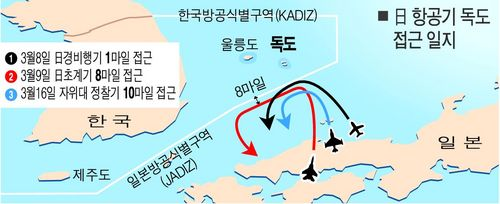 한국방공식별구역(KADIZ)
■ 日 항공기 독도
접근 일지
울릉도
독도
1 3월8일 日경비행기 1마일 접근
2 3월9일 日초계기 8마일 접근
3 3월16일 자위대 정찰기 10마일 접근
8마일
한국
일본
일본방공식별구역
(JADIZ)
제주도